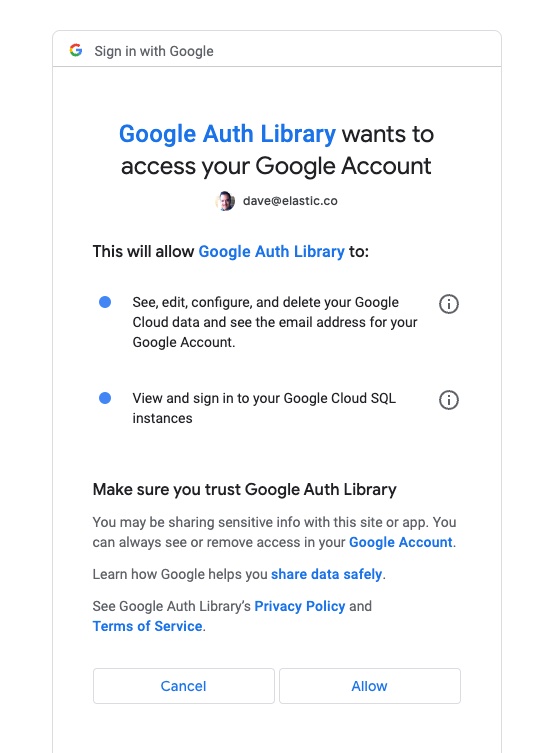 Sign in with Google
Google Auth Library wants to
access your Google Account
dave@elastic.co
This will allow Google Auth Library to:
See, edit, configure, and delete your Google
Cloud data and see the email address for your
Google Account.
View and sign in to your Google Cloud SQL
instances
Make sure you trust Google Auth Library
You may be sharing sensitive info with this site or app. You
can always see or remove access in your Google Account.
Learn how Google helps you share data safely.
See Google Auth Library's Privacy Policy and
Terms of Service.
Cancel
Allow